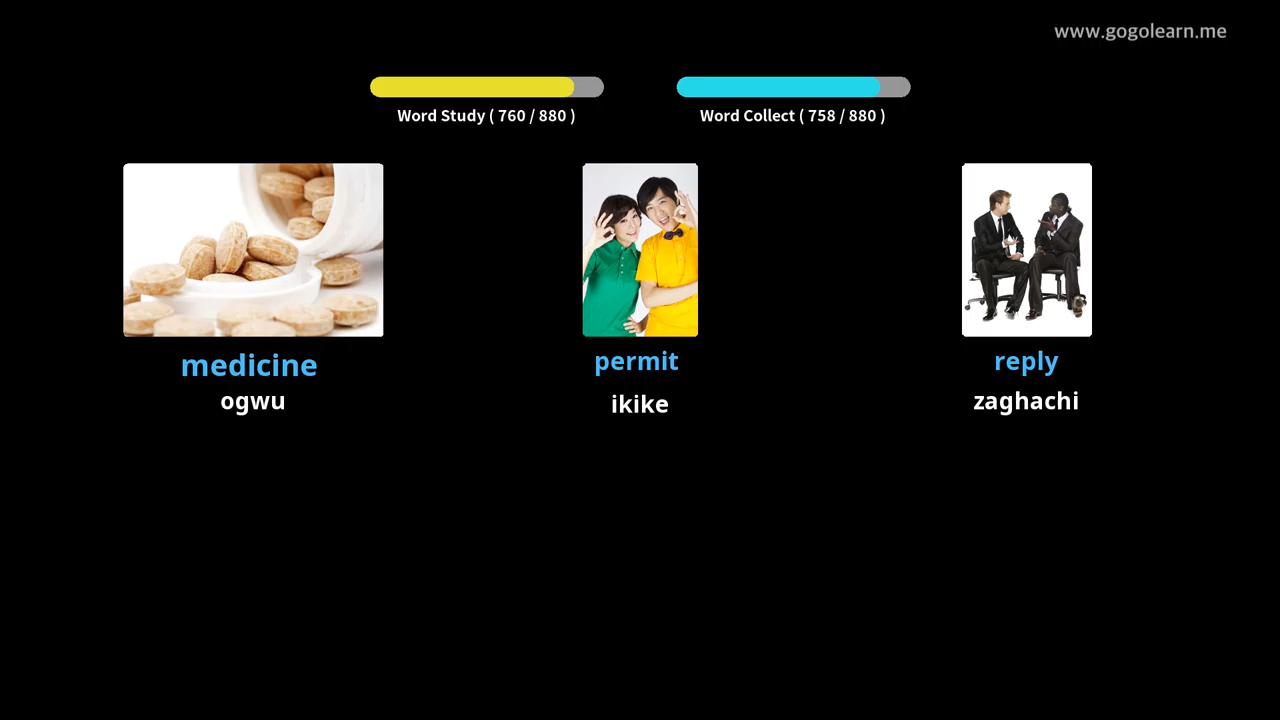 www.gogolearn.me
Word Study ( 760 / 880 )
Word Collect ( 758 / 880 )
medicine
ogwu
permit
ikike
reply
zaghachi